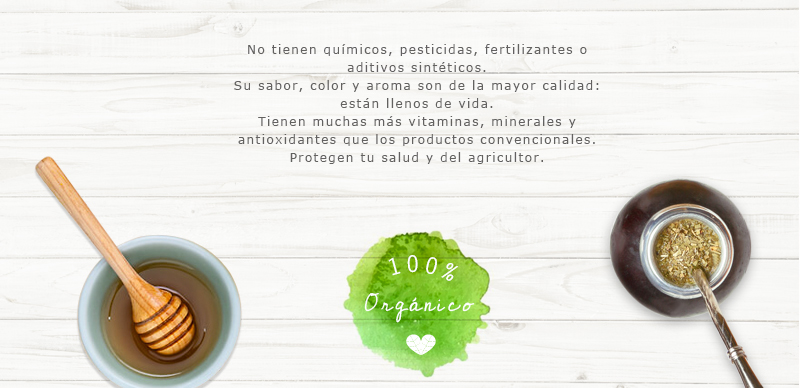 No tienen químicos, pesticidas, fertilizantes o
aditivos sintéticos.
Su sabor, color y aroma son de la mayor calidad:
están llenos de vida.
Tienen muchas más vitaminas, minerales y
antioxidantes que los productos convencionales.
Protegen tu salud y del agricultor.
100%
Orgánico